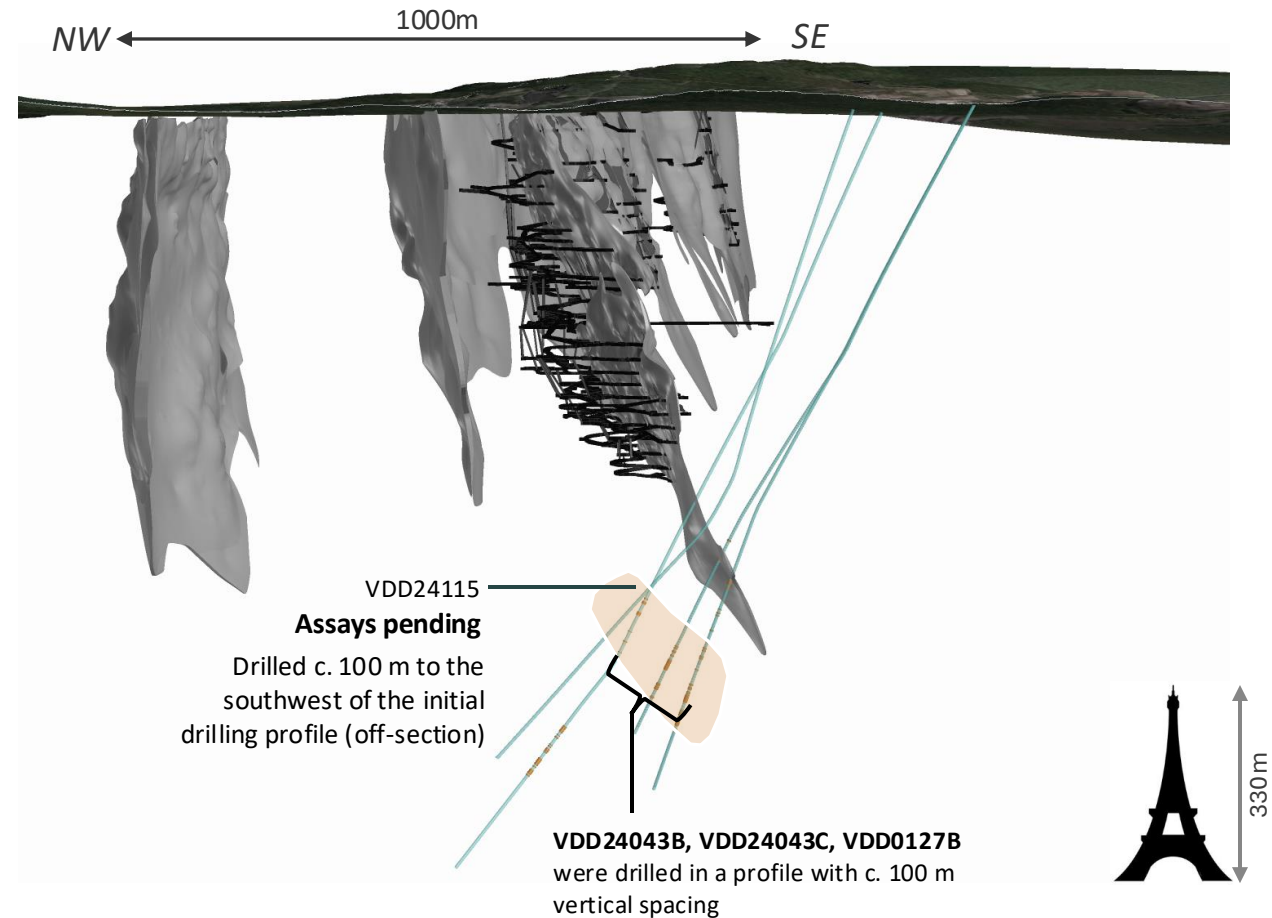 1000m
NW
SE
VDD24115
Assays pending
Drilled c. 100 m to the
southwest of the initial
drilling profile (off-section)
330m
VDD24043B, VDD24043C, VDD0127B
were drilled in a profile with c. 100 m
vertical spacing